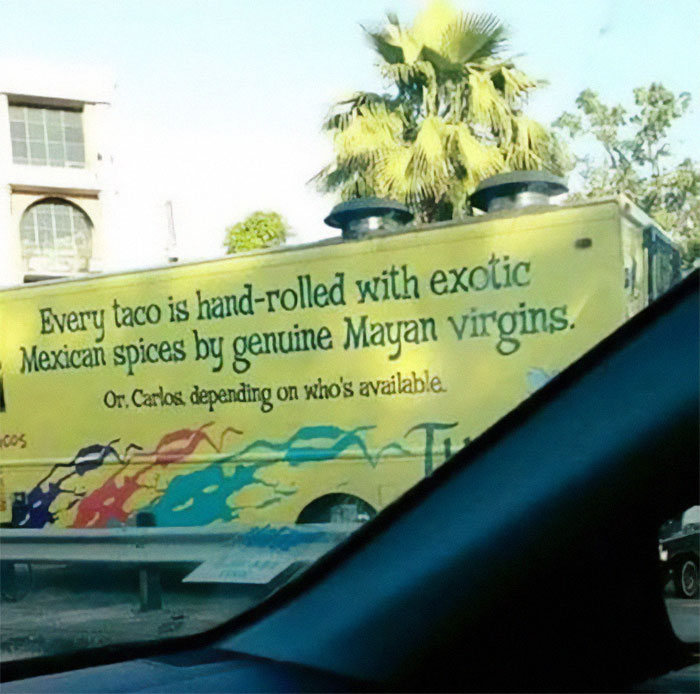 Every taco is hand-rolled with exotic
Mexican spices by genuine Mayan virgins.
Or, Carlos, depending on who's available.